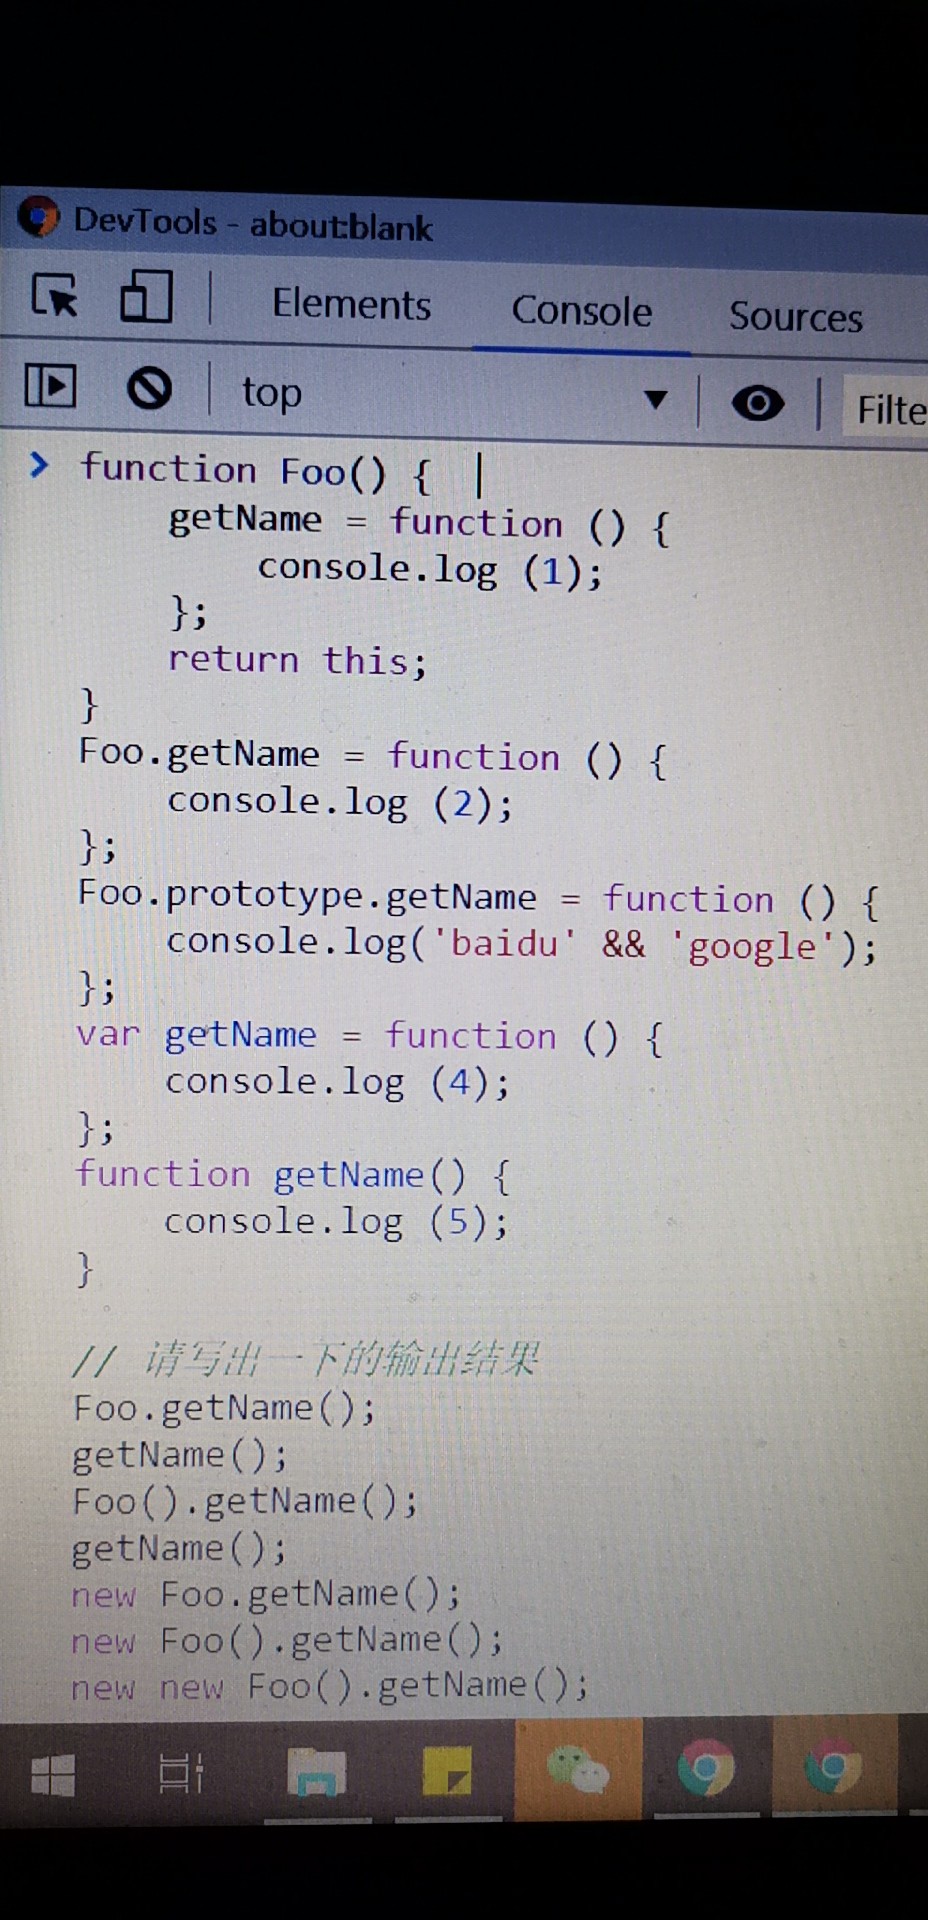 DevTools - about:blank
Elements Console Sources
top Filte
function Foo() {
getName = function () {
console.log (1);
};
return this;
}
Foo.getName = function () {
console.log (2);
};
Foo.prototype.getName = function () {
console.log('baidu' && 'google');
};
var getName = function () {
console.log (4);
};
function getName() {
console.log (5);
}
// 请写出一下的输出结果
Foo.getName();
getName();
Foo().getName();
getName();
new Foo.getName();
new Foo().getName();
new new Foo().getName();